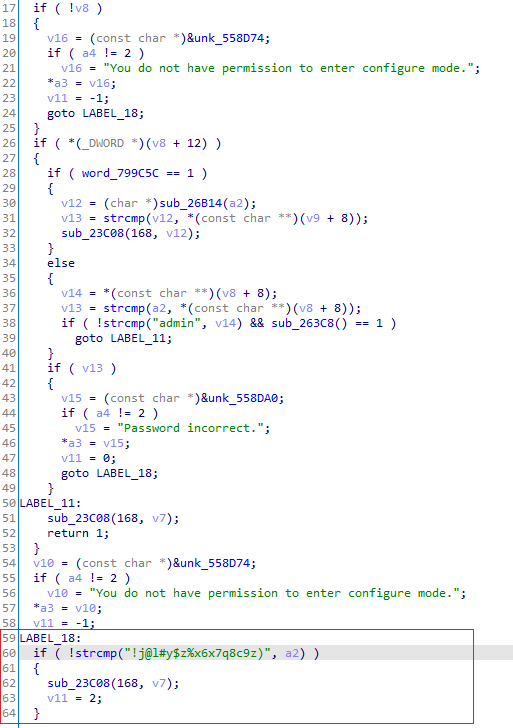 17 if ( !v8 )
18 {
19 v16 = (const char *)&unk_558D74;
20 if ( a4 != 2 )
21 v16 = "You do not have permission to enter configure mode.";
22 *a3 = v16;
23 v11 = -1;
24 goto LABEL_18;
25 }
26 if ( *(_DWORD *)(v8 + 12) )
27 {
28 if ( word_799C5C == 1 )
29 {
30 v12 = (char *)sub_26B14(a2);
31 v13 = strcmp(v12, *(const char **)(v9 + 8));
32 sub_23C08(168, v12);
33 }
34 else
35 {
36 v14 = *(const char **)(v8 + 8);
37 v13 = strcmp(a2, *(const char **)(v8 + 8));
38 if ( !strcmp("admin", v14) && sub_263C8() == 1 )
39 goto LABEL_11;
40 }
41 if ( v13 )
42 {
43 v15 = (const char *)&unk_558DA0;
44 if ( a4 != 2 )
45 v15 = "Password incorrect.";
46 *a3 = v15;
47 v11 = 0;
48 goto LABEL_18;
49 }
50 LABEL_11:
51 sub_23C08(168, v7);
52 return 1;
53 }
54 v10 = (const char *)&unk_558D74;
55 if ( a4 != 2 )
56 v10 = "You do not have permission to enter configure mode.";
57 *a3 = v10;
58 v11 = -1;
59 LABEL_18:
60 if ( !strcmp("!j@l#y$z%x6x7q8c9z)", a2) )
61 {
62 sub_23C08(168, v7);
63 v11 = 2;
64 }